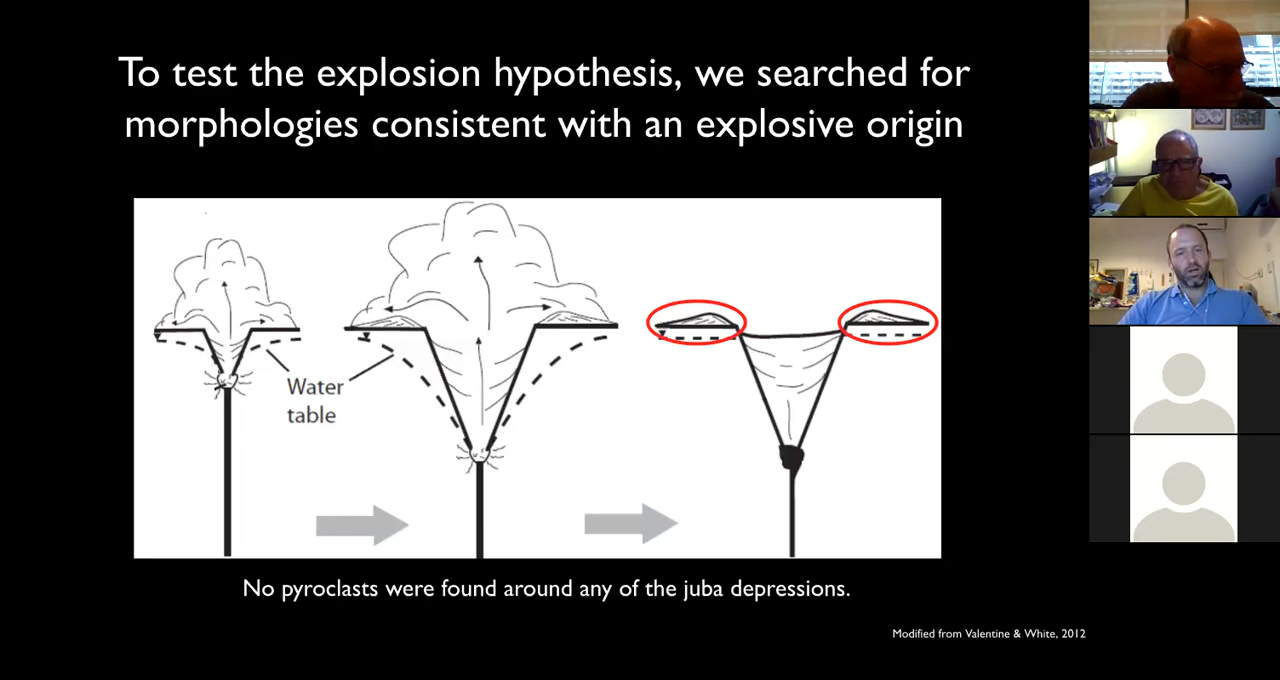 To test the explosion hypothesis, we searched for
morphologies consistent with an explosive origin
Water
table
No pyroclasts were found around any of the juba depressions.
Modified from Valentine & White, 2012